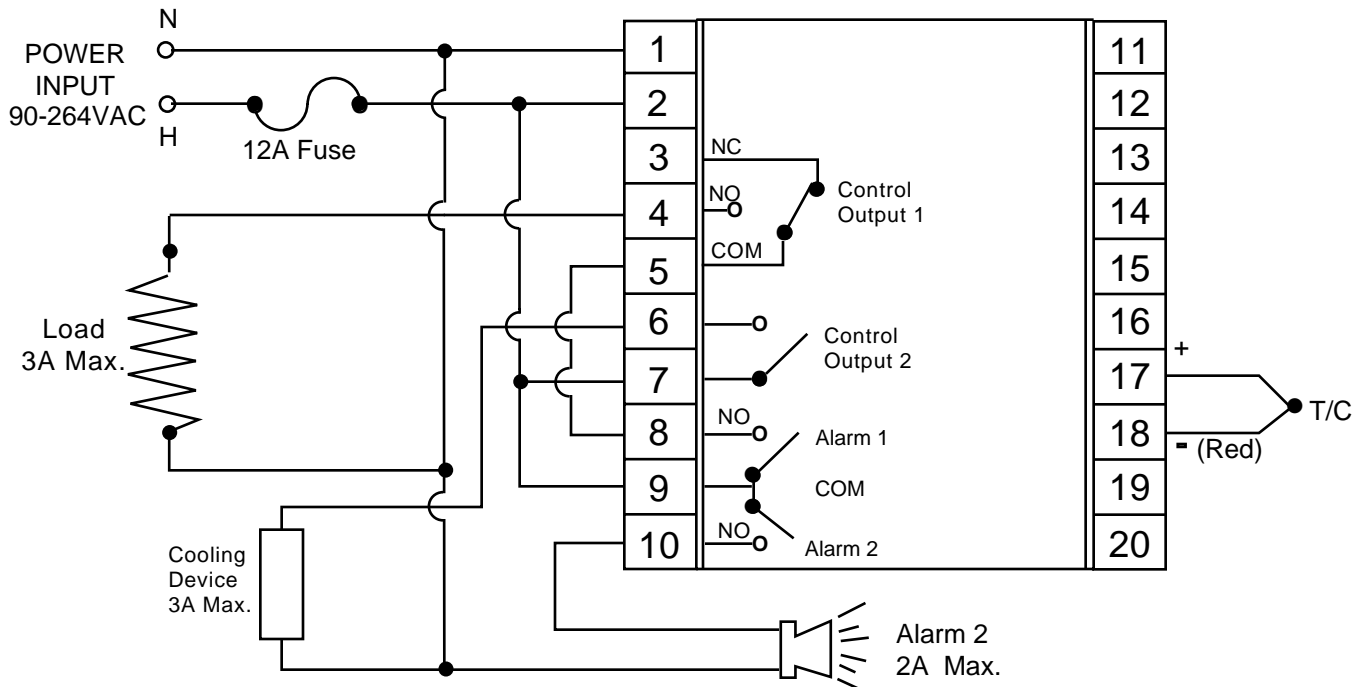 N
POWER
INPUT
90-264VAC
H
12A Fuse
1
2
3
4
5
6
7
8
9
10
NC
NO
COM
Control
Output 1
Control
Output 2
NO
Alarm 1
COM
NO
Alarm 2
11
12
13
14
15
16
17
18
19
20
+
- (Red)
T/C
Load
3A Max.
Cooling
Device
3A Max.
Alarm 2
2A Max.